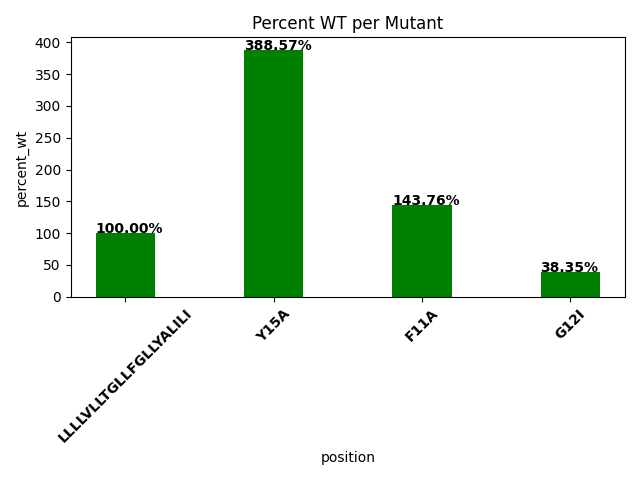 Percent WT per Mutant
percent_wt
400
350
300
250
200
150
100
50
0
100.00%
388.57%
143.76%
38.35%
LLLLVLLTGLLFGLLYALILI
Y15A
F11A
G12I
position